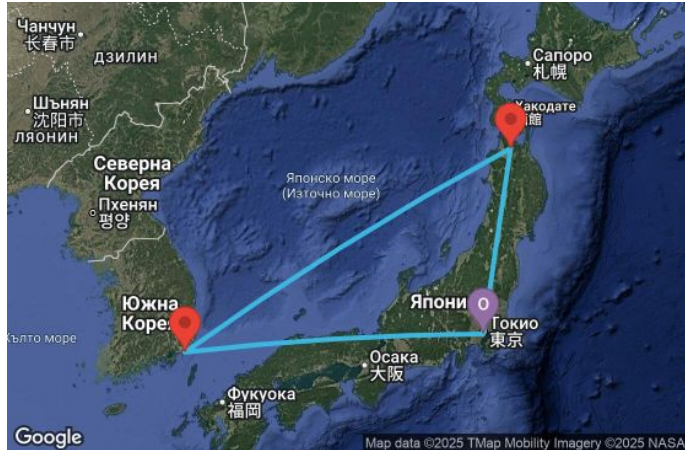 Чанчун
长春市
ДЗИЛИН
Сапоро
札幌
Шънян
沈阳市
ЛЯОНИН
Хакодате
館
Северна
Корея
Японско море
(Източно море)
Пхенян
평양
Южна
Япони
O
Токио
東京
море
Осака
大阪
Фукуока
福岡
Google
Map data ©2025 TMap Mobility Imagery ©2025 NASA